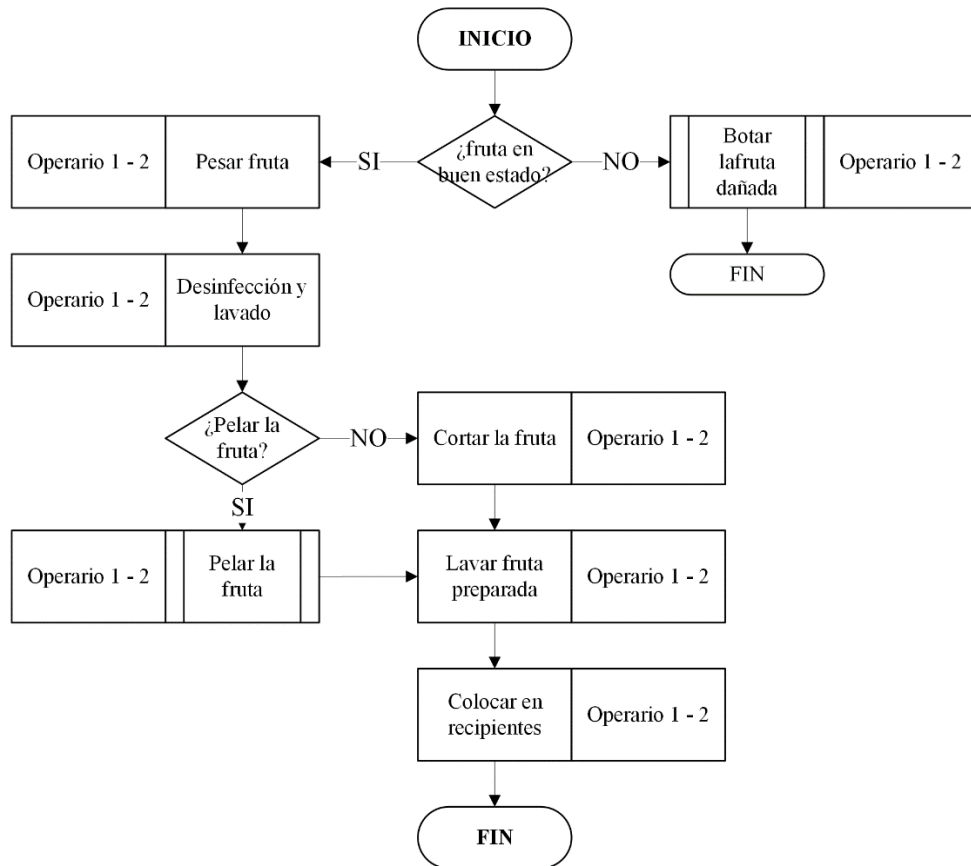 INICIO
Operario 1 - 2
Pesar fruta
SI
¿fruta en
buen estado?
NO
Botar
lafruta
dañada
Operario 1 - 2
FIN
Operario 1 - 2
Desinfección y
lavado
¿Pelar la
fruta?
NO
Cortar la fruta
Operario 1 - 2
SI
Operario 1 - 2
Pelar la
fruta
Lavar fruta
preparada
Operario 1 - 2
Colocar en
recipientes
Operario 1 - 2
FIN